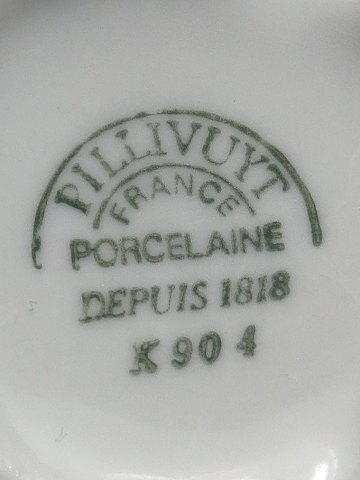 PILLIVUYT
FRANCE
PORCELAINE
DEPUIS 1818
K 90 4